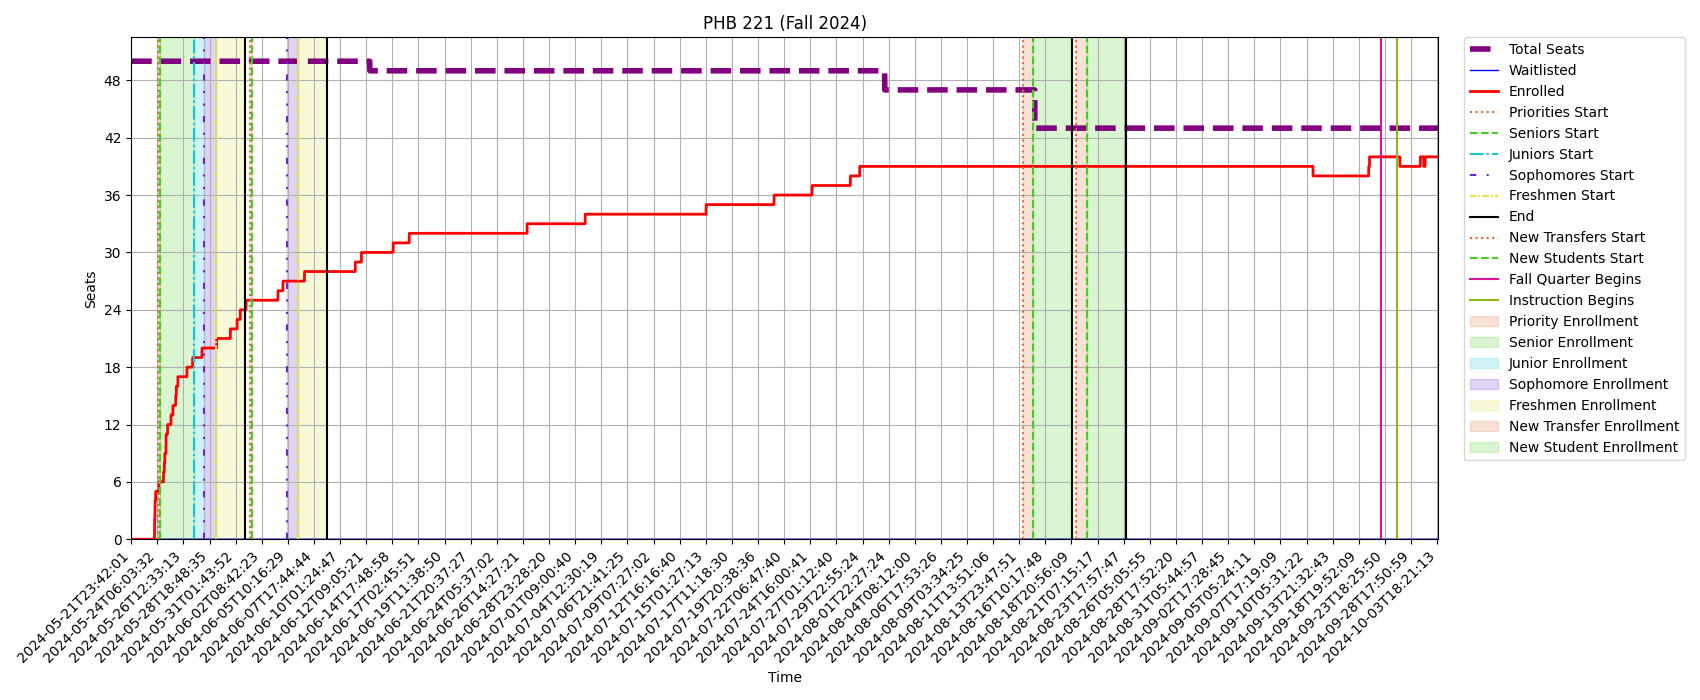 PHB 221 (Fall 2024)
Seats
48
42
36
30
24
18
12
6
0
2024-05-21T23:42:01
2024-05-24T06:03:32
2024-05-26T12:33:13
2024-05-28T18:48:35
2024-05-31T01:43:52
2024-06-02T08:42:23
2024-06-05T10:16:29
2024-06-07T17:44:44
2024-06-10T01:24:47
2024-06-12T09:05:21
2024-06-14T17:48:58
2024-06-17T02:45:51
2024-06-19T11:38:50
2024-06-21T20:37:27
2024-06-24T05:37:02
2024-06-26T14:27:21
2024-06-28T23:28:20
2024-07-01T09:00:40
2024-07-04T12:30:19
2024-07-06T21:41:25
2024-07-09T07:27:02
2024-07-12T16:16:40
2024-07-15T01:27:13
2024-07-17T11:18:30
2024-07-19T20:38:36
2024-07-22T06:47:40
2024-07-24T16:00:41
2024-07-27T01:12:40
2024-07-29T22:55:24
2024-08-01T22:27:24
2024-08-04T08:12:00
2024-08-06T17:53:26
2024-08-09T03:34:25
2024-08-11T13:51:06
2024-08-13T23:47:51
2024-08-16T10:17:48
2024-08-18T20:56:09
2024-08-21T07:15:17
2024-08-23T17:57:47
2024-08-26T05:05:55
2024-08-28T17:52:20
2024-08-31T05:44:57
2024-09-02T17:28:45
2024-09-05T05:24:11
2024-09-07T17:19:09
2024-09-10T05:31:22
2024-09-13T21:32:43
2024-09-18T19:52:09
2024-09-23T18:25:50
2024-09-28T17:50:59
2024-10-03T18:21:13
Time
Total Seats
Waitlisted
Enrolled
Priorities Start
Seniors Start
Juniors Start
Sophomores Start
Freshmen Start
End
New Transfers Start
New Students Start
Fall Quarter Begins
Instruction Begins
Priority Enrollment
Senior Enrollment
Junior Enrollment
Sophomore Enrollment
Freshmen Enrollment
New Transfer Enrollment
New Student Enrollment